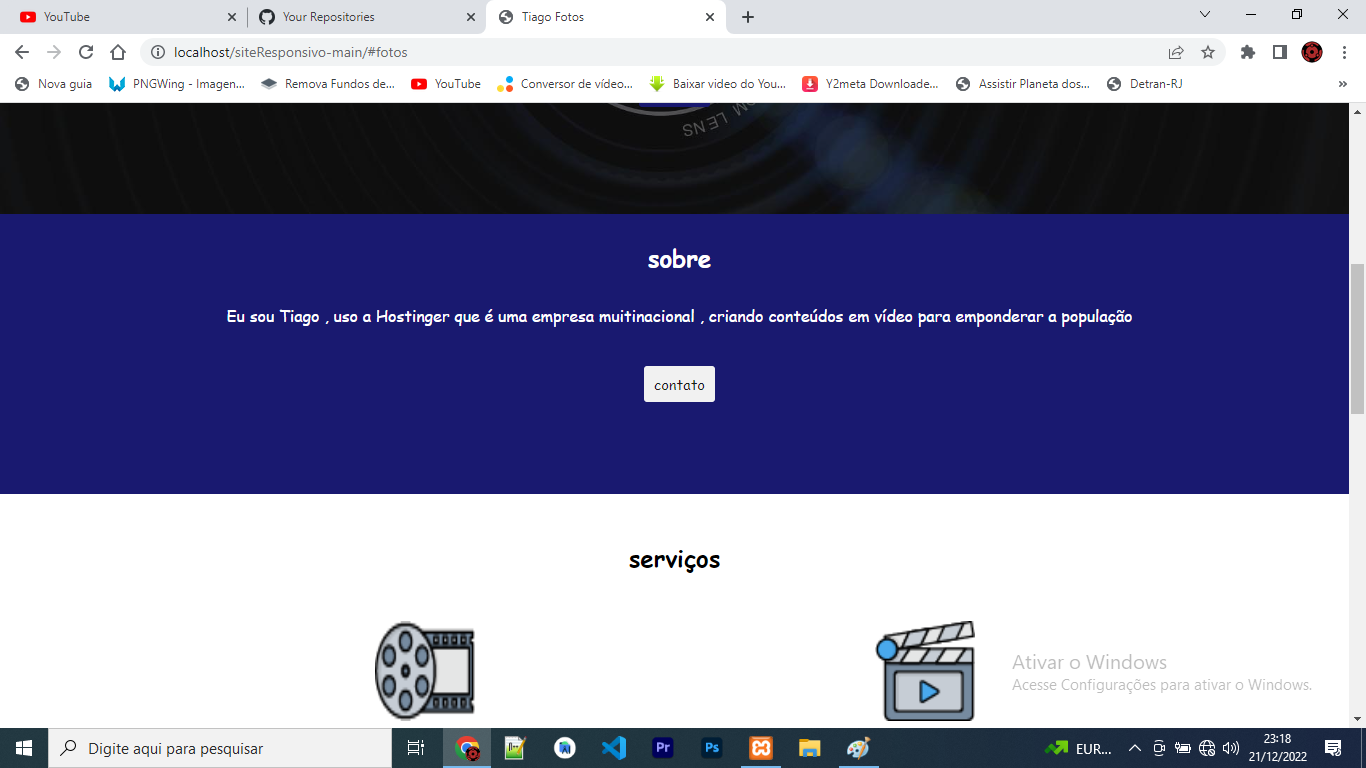 YouTube
Your Repositories
Tiago Fotos
localhost/siteResponsivo-main/#fotos
Nova guia
PNGWing - Imagen...
Remova Fundos de...
YouTube
Conversor de vídeo...
Baixar video do You...
Y2meta Downloade...
Assistir Planeta dos...
Detran-RJ
»
OM LENS
sobre
Eu sou Tiago , uso a Hostinger que é uma empresa muitinacional , criando conteúdos em vídeo para emponderar a população
contato
serviços
Ativar o Windows
Acesse Configurações para ativar o Windows.
Digite aqui para pesquisar
Pr
Ps
EUR...
23:18
21/12/2022